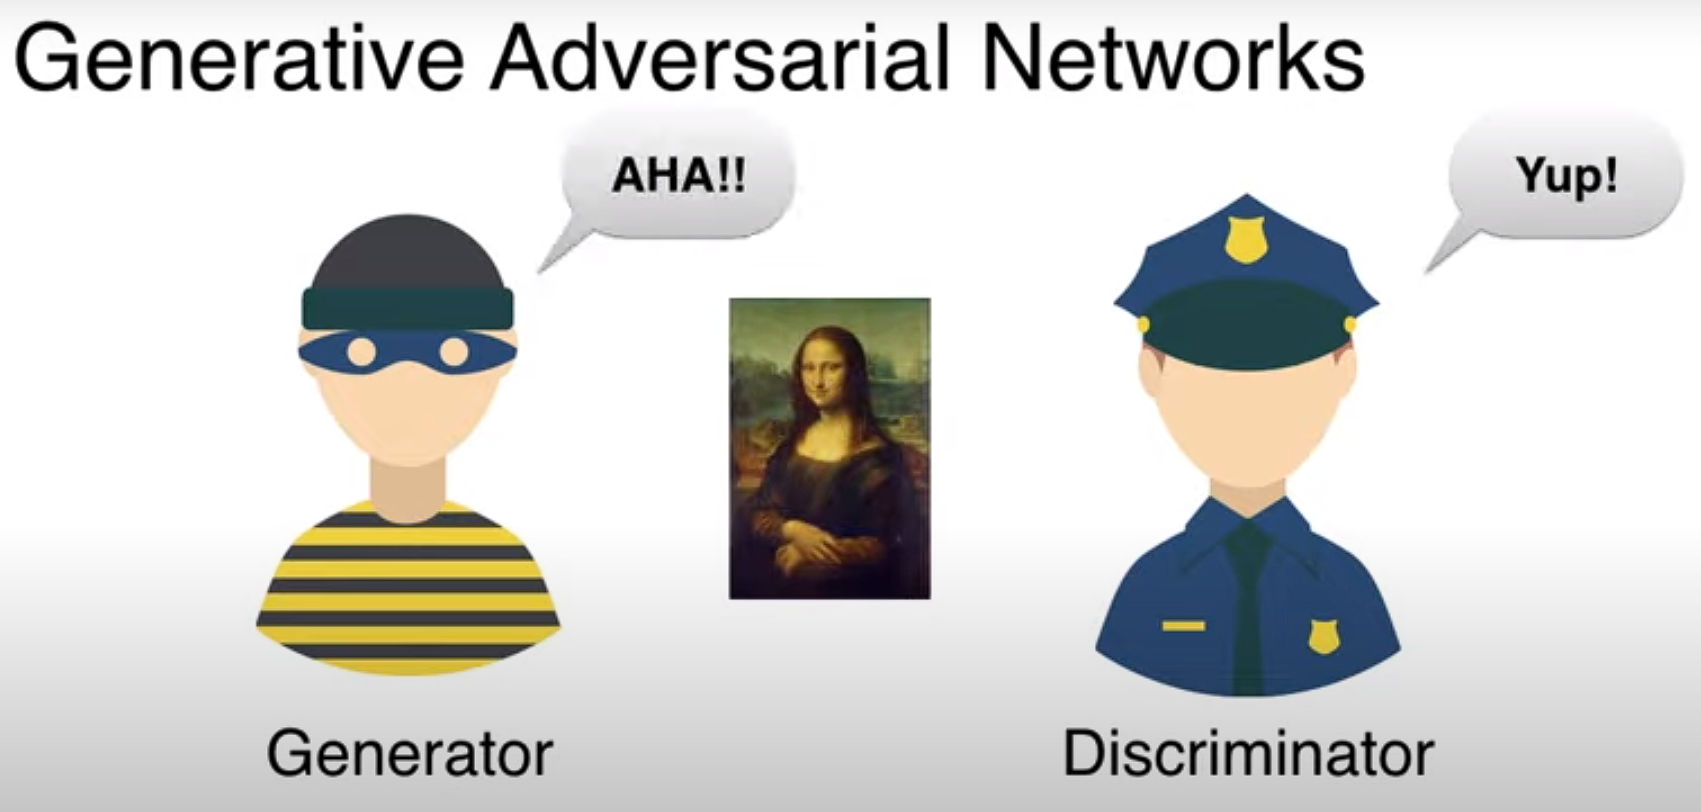 Generative Adversarial Networks
AHA!!
Yup!
Generator
Discriminator